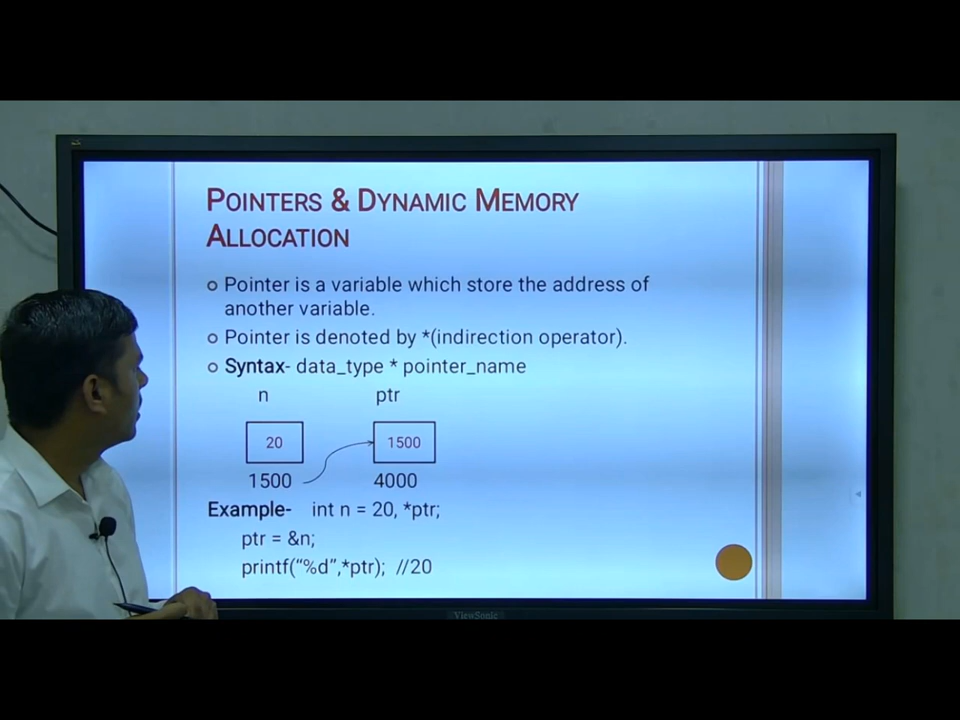 POINTERS & DYNAMIC MEMORY
ALLOCATION
Pointer is a variable which store the address of
another variable.
Pointer is denoted by *(indirection operator).
Syntax- data_type * pointer_name
n ptr
20 1500
1500 4000
Example- int n = 20, *ptr;
ptr = &n;
printf(“%d”,*ptr); //20
ViewSonic